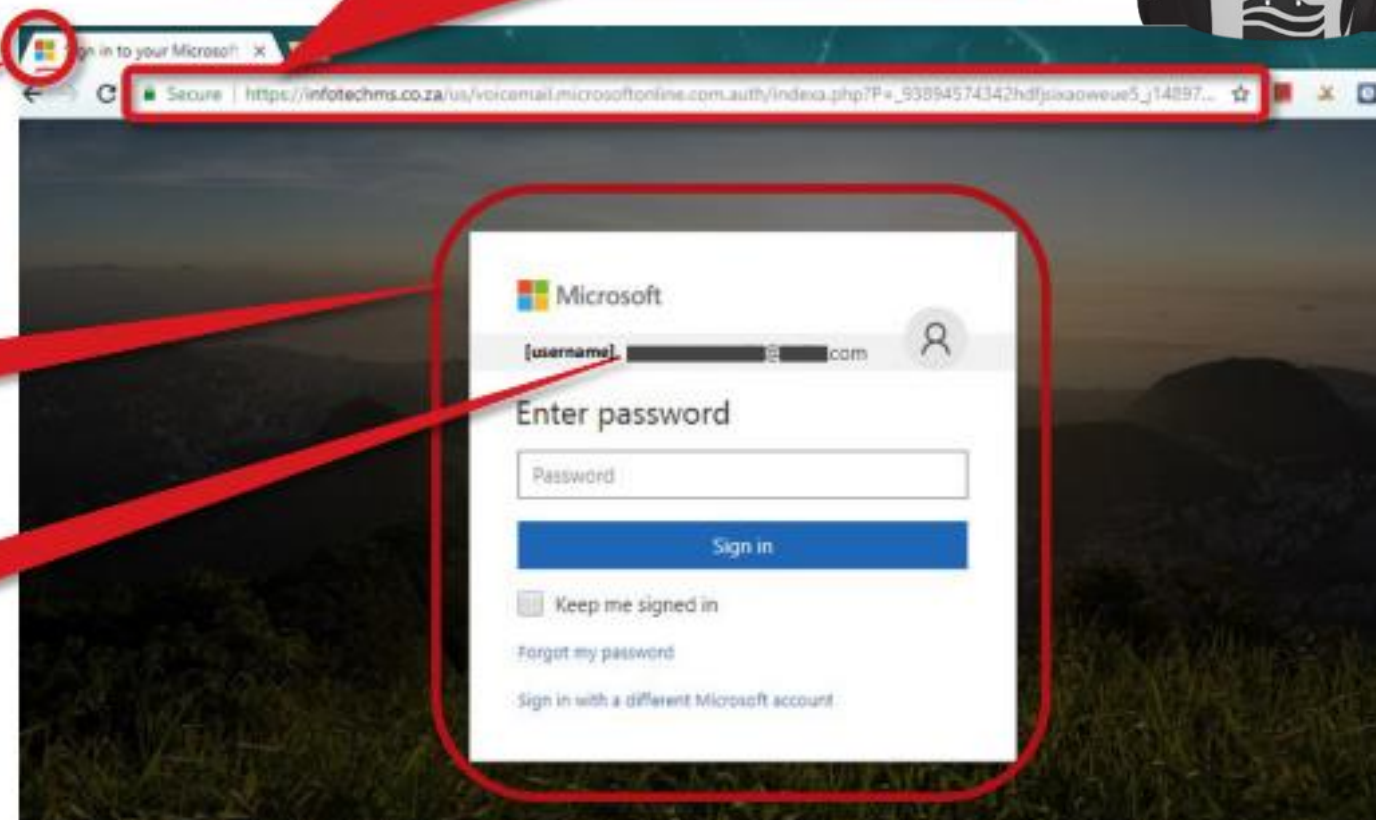 Sign in to your Microsoft
Secure | https://infotechms.co.za/us/voicemail.microsoftonline.com.auth/indexa.php?P=
Microsoft
[username]. @ com
Enter password
Password
Sign in
Keep me signed in
Forgot my password
Sign in with a different Microsoft account